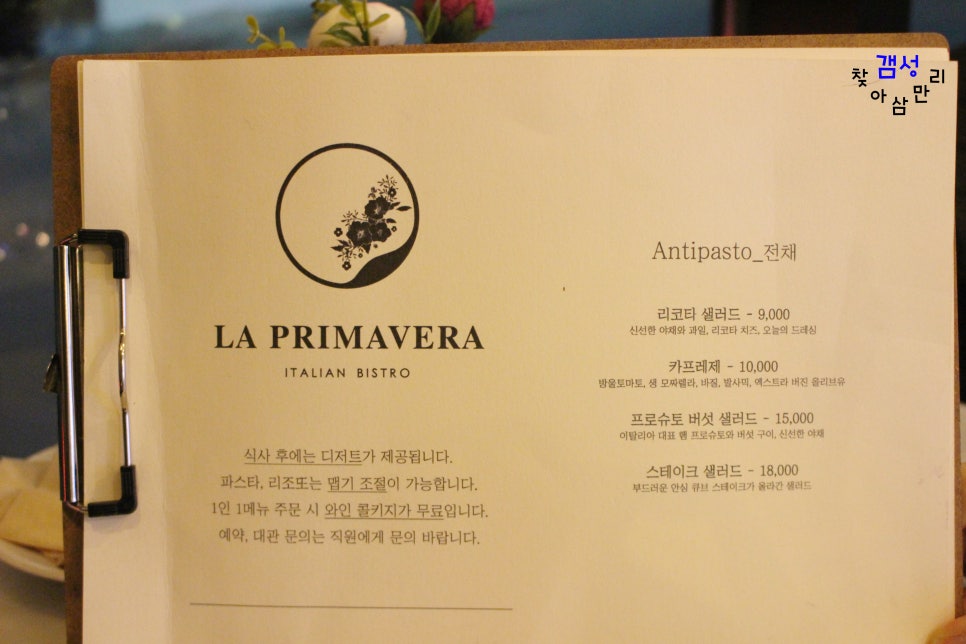 찾아갬성삼만리
LA PRIMAVERA
ITALIAN BISTRO
식사 후에는 디저트가 제공됩니다.
파스타, 리조또는 맵기 조절이 가능합니다.
1인 1메뉴 주문 시 와인 콜키지가 무료입니다.
예약, 대관 문의는 직원에게 문의 바랍니다.
Antipasto_전채
리코타 샐러드 - 9,000
신선한 야채와 과일, 리코타 치즈, 오늘의 드레싱
카프레제 - 10,000
방울토마토, 생 모짜렐라, 바질, 발사믹, 엑스트라 버진 올리브유
프로슈토 버섯 샐러드 - 15,000
이탈리아 대표 햄 프로슈토와 버섯 구이, 신선한 야채
스테이크 샐러드 - 18,000
부드러운 안심 큐브 스테이크가 올라간 샐러드